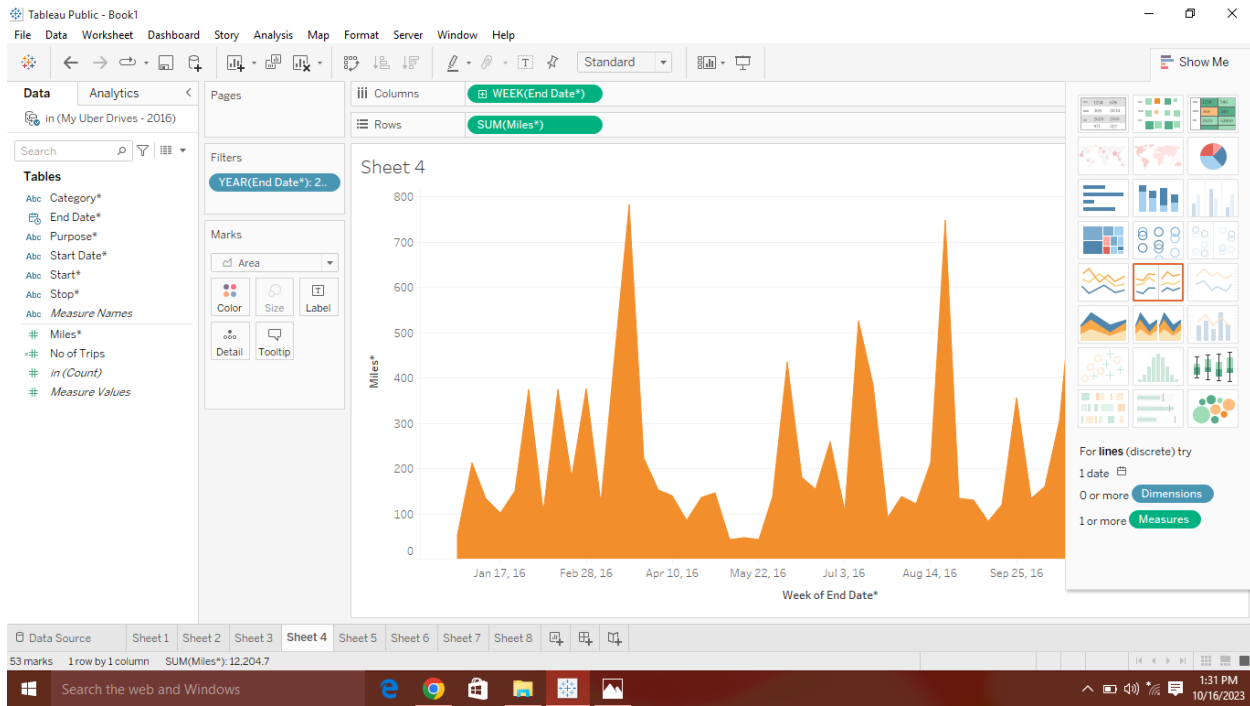 Tableau Public - Book1
File Data Worksheet Dashboard Story Analysis Map Format Server Window Help
Standard
Show Me
Data Analytics
Pages
Columns
WEEK(End Date*)
in (My Uber Drives - 2016)
Rows
SUM(Miles*)
Search
Filters
YEAR(End Date*): 2..
Tables
Abc Category*
End Date*
Abc Purpose*
Abc Start Date*
Abc Start*
Abc Stop*
Abc Measure Names
# Miles*
=# No of Trips
# in (Count)
# Measure Values
Marks
Area
Color Size Label
Detail Tooltip
Sheet 4
800
700
600
500
400
300
200
100
0
Miles*
Jan 17, 16 Feb 28, 16 Apr 10, 16 May 22, 16 Jul 3, 16 Aug 14, 16 Sep 25, 16
Week of End Date*
For lines (discrete) try
1 date
0 or more Dimensions
1 or more Measures
Data Source Sheet 1 Sheet 2 Sheet 3 Sheet 4 Sheet 5 Sheet 6 Sheet 7 Sheet 8
53 marks 1 row by 1 column SUM(Miles*): 12,204.7
Search the web and Windows
1:31 PM
10/16/2023